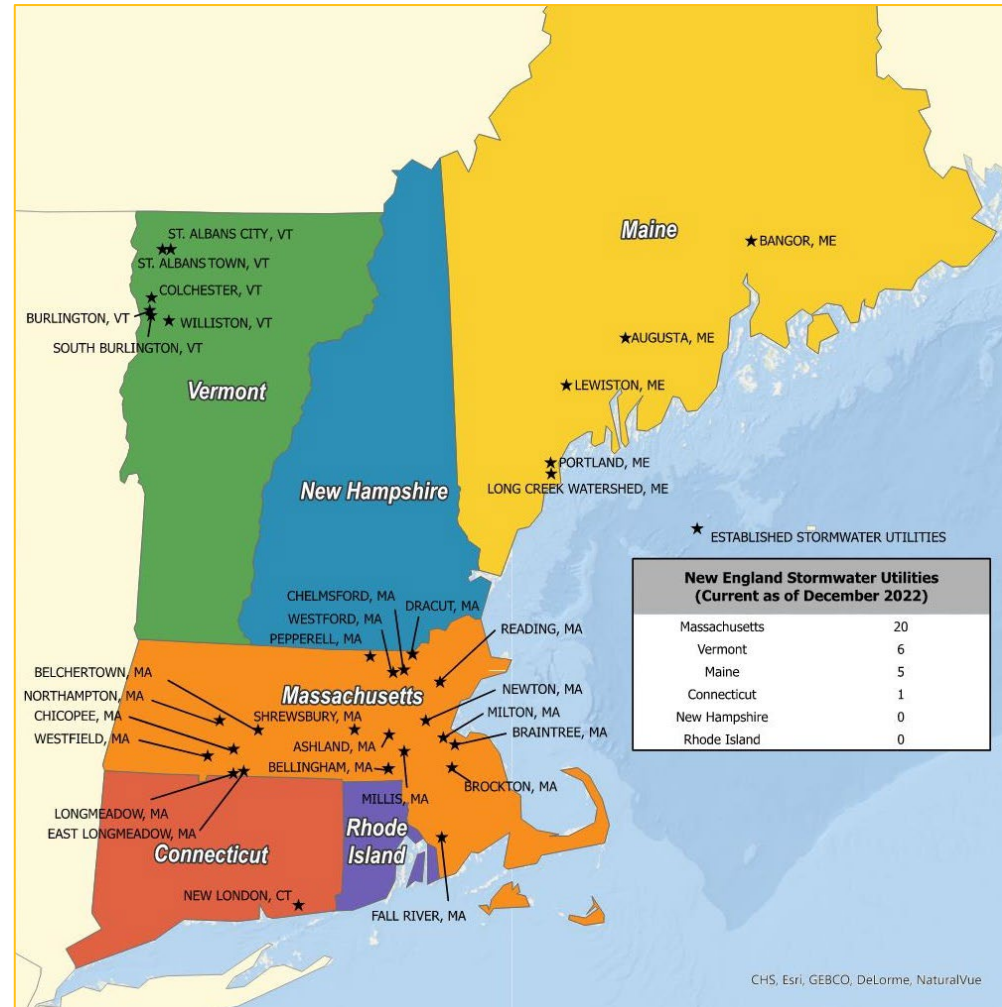 ST. ALBANS CITY, VT
ST. ALBANS TOWN, VT
COLCHESTER, VT
BURLINGTON, VT
WILLISTON, VT
SOUTH BURLINGTON, VT
Vermont
New Hampshire
Maine
BANGOR, ME
AUGUSTA, ME
LEWISTON, ME
PORTLAND, ME
LONG CREEK WATERSHED, ME
ESTABLISHED STORMWATER UTILITIES
New England Stormwater Utilities
(Current as of December 2022)
Massachusetts 20
Vermont 6
Maine 5
Connecticut 1
New Hampshire 0
Rhode Island 0
CHELMSFORD, MA
DRACUT, MA
WESTFORD, MA
PEPPERELL, MA
READING, MA
BELCHERTOWN, MA
Massachusetts
NEWTON, MA
NORTHAMPTON, MA
SHREWSBURY, MA
MILTON, MA
CHICOPEE, MA
BRAINTREE, MA
WESTFIELD, MA
ASHLAND, MA
BELLINGHAM, MA
BROCKTON, MA
MILLIS, MA
LONGMEADOW, MA
EAST LONGMEADOW, MA
Rhode
Island
Connecticut
NEW LONDON, CT
FALL RIVER, MA
CHS, Esri, GEBCO, DeLorme, NaturalVue